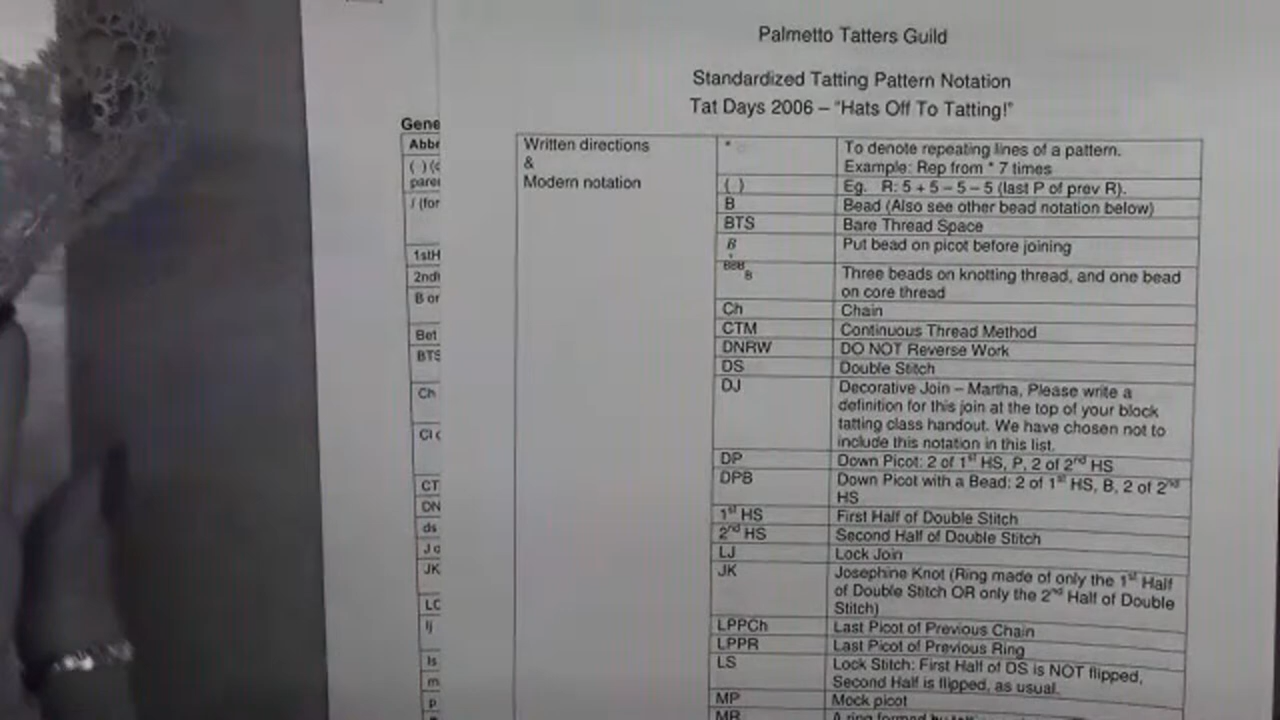 Palmetto Tatters Guild
Standardized Tatting Pattern Notation
Tat Days 2006 – "Hats Off To Tatting!"
Gene
Abbr
( ) (c
parer
/ (for
1stH
2nd
B or
Bet
BTS
Ch
Cl c
CT
DN
ds
J o
JK
LC
lj
ls
m
p
Written directions
&
Modern notation
* To denote repeating lines of a pattern.
Example: Rep from * 7 times
( ) Eg. R: 5 + 5 – 5 – 5 (last P of prev R).
B Bead (Also see other bead notation below)
BTS Bare Thread Space
B Put bead on picot before joining
BBB B Three beads on knotting thread, and one bead
on core thread
Ch Chain
CTM Continuous Thread Method
DNRW DO NOT Reverse Work
DS Double Stitch
DJ Decorative Join – Martha, Please write a
definition for this join at the top of your block
tatting class handout. We have chosen not to
include this notation in this list.
DP Down Picot: 2 of 1st HS, P, 2 of 2nd HS
DPB Down Picot with a Bead: 2 of 1st HS, B, 2 of 2nd
HS
1st HS First Half of Double Stitch
2nd HS Second Half of Double Stitch
LJ Lock Join
JK Josephine Knot (Ring made of only the 1st Half
of Double Stitch OR only the 2nd Half of Double
Stitch)
LPPCh Last Picot of Previous Chain
LPPR Last Picot of Previous Ring
LS Lock Stitch: First Half of DS is NOT flipped,
Second Half is flipped, as usual.
MP Mock picot
MR A ring formed by